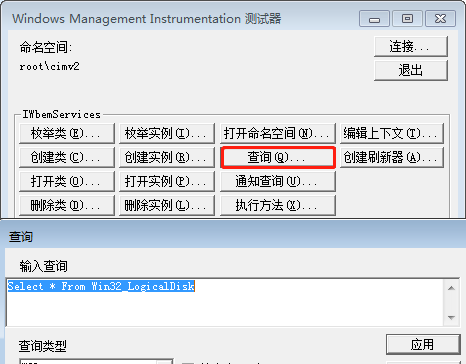 Windows Management Instrumentation 测试器
命名空间:
连接...
root\cimv2
退出
IWbemServices
枚举类(E)... 枚举实例(I)... 打开命名空间(N)... 编辑上下文(T)...
创建类(C)... 创建实例(R)... 查询(Q)... 创建刷新器(A)...
打开类(O)... 打开实例(P)... 通知查询(U)...
删除类(D)... 删除实例(L)... 执行方法(X)...
查询
输入查询
Select * From Win32_LogicalDisk
查询类型
应用